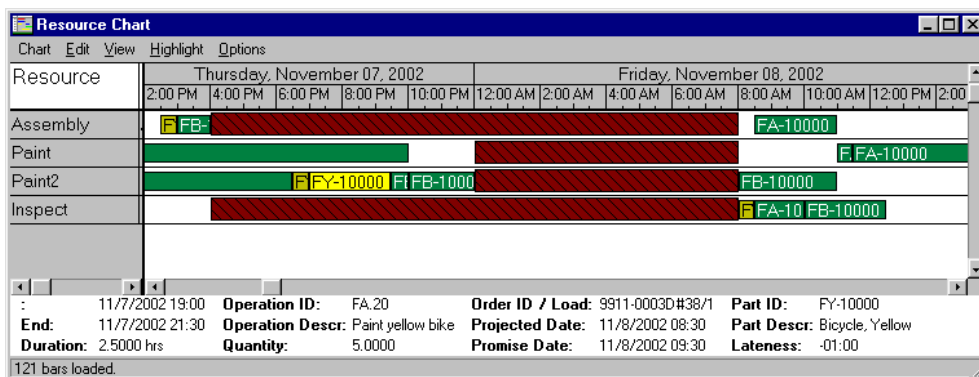 Resource Chart
Chart Edit View Highlight Options
Resource Thursday, November 07, 2002 Friday, November 08, 2002
2:00 PM 4:00 PM 6:00 PM 8:00 PM 10:00 PM 12:00 AM 2:00 AM 4:00 AM 6:00 AM 8:00 AM 10:00 AM 12:00 PM 2:00
Assembly F FB- FA-10000
Paint F. FA-10000
Paint2 F FY-10000 F FB-1000 FB-10000
Inspect F FA-10 FB-10000
: 11/7/2002 19:00 Operation ID: FA.20 Order ID / Load: 9911-0003D#38/1 Part ID: FY-10000
End: 11/7/2002 21:30 Operation Descr: Paint yellow bike Projected Date: 11/8/2002 08:30 Part Descr: Bicycle, Yellow
Duration: 2.5000 hrs Quantity: 5.0000 Promise Date: 11/8/2002 09:30 Lateness: -01:00
121 bars loaded.